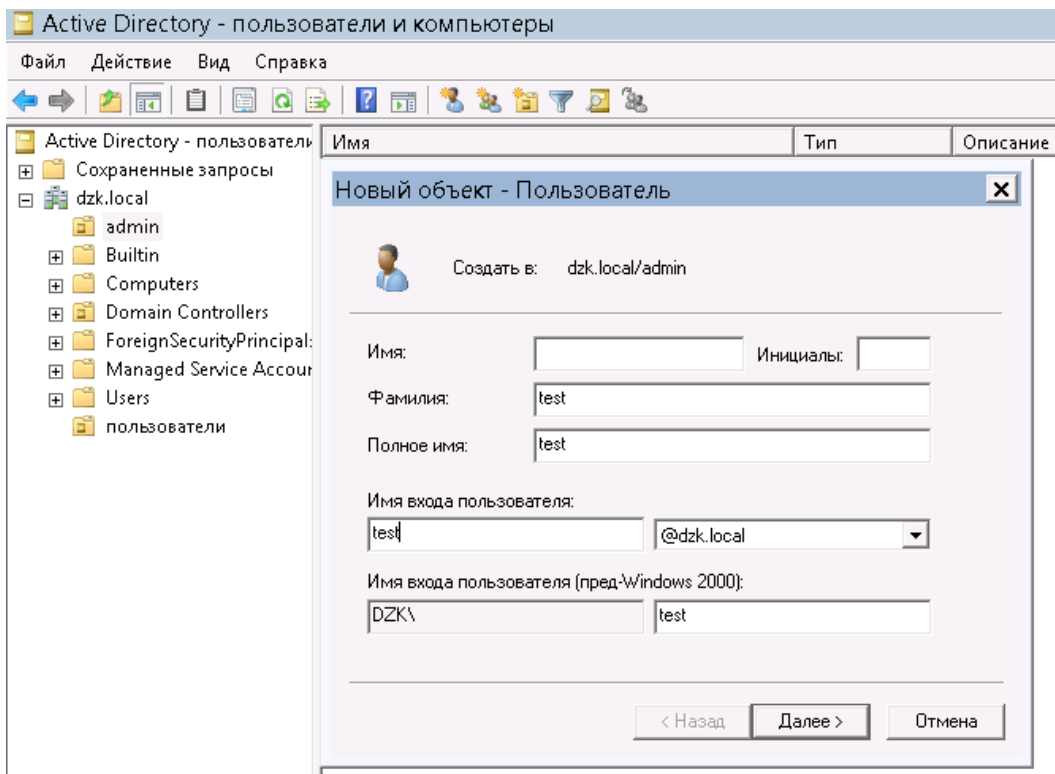 Active Directory - пользователи и компьютеры
Файл Действие Вид Справка
Active Directory - пользователи
Сохраненные запросы
dzk.local
admin
Builtin
Computers
Domain Controllers
ForeignSecurityPrincipal:
Managed Service Accour
Users
пользователи
Имя Тип Описание
Новый объект - Пользователь
Создать в: dzk.local/admin
Имя: Инициалы:
Фамилия: test
Полное имя: test
Имя входа пользователя:
test @dzk.local
Имя входа пользователя (пред-Windows 2000):
DZK\ test
< Назад Далее > Отмена